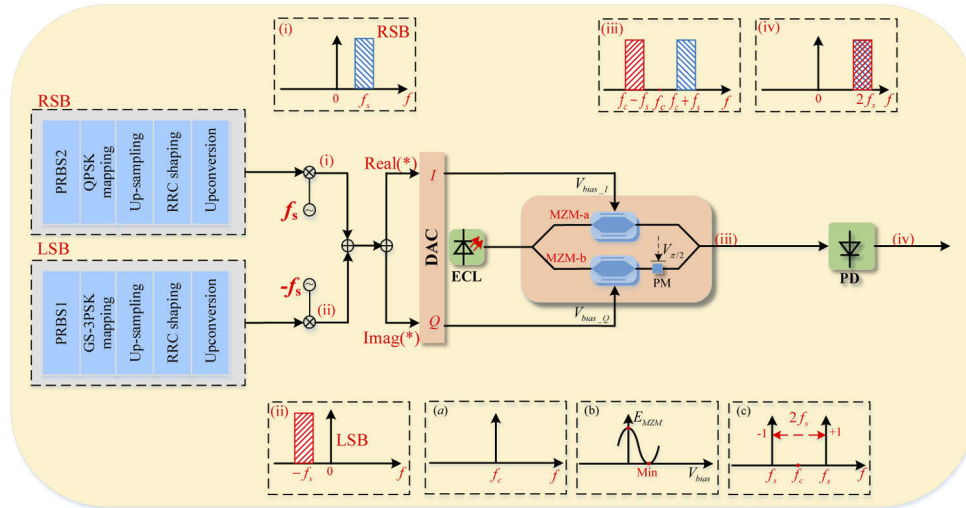 (i)
RSB
0
f_s
f
(iii)
f_c − f_s
f_c
f_c + f_s
f
(iv)
0
2f_s
f
RSB
PRBS2
QPSK
mapping
Up-sampling
RRC shaping
Upconversion
(i)
f_s
LSB
PRBS1
GS-3PSK
mapping
Up-sampling
RRC shaping
Upconversion
-f_s
(ii)
Real(*)
Imag(*)
I
DAC
Q
ECL
V_bias_I
MZM-a
MZM-b
V_π/2
PM
V_bias_Q
(iii)
PD
(iv)
(ii)
LSB
− f_s
0
f
(a)
f_c
f
(b)
E_MZM
Min
V_bias
(c)
-1
2f_s
+1
f_s
f_c
f_s
f